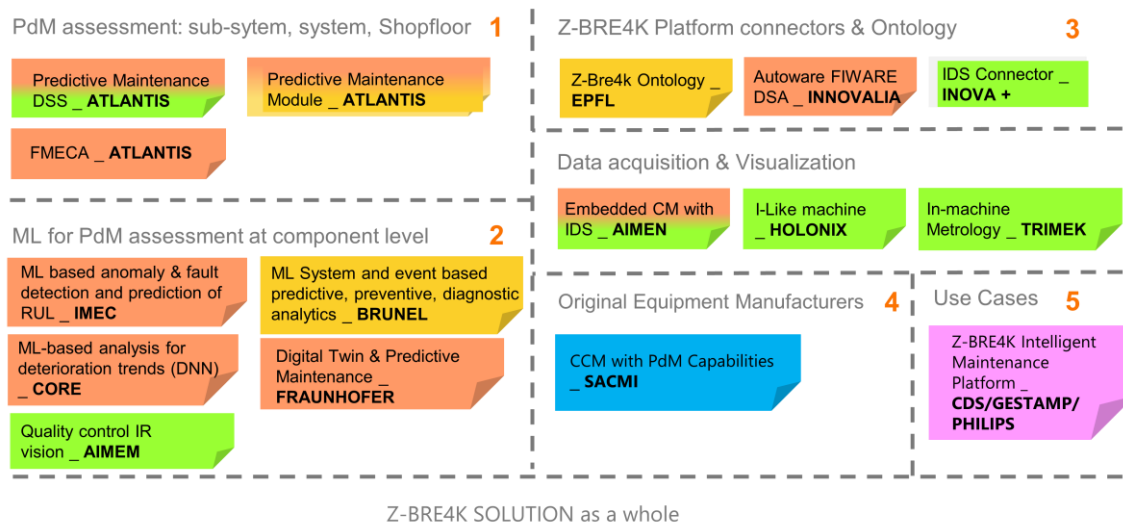 PdM assessment: sub-sytem, system, Shopfloor 1
Predictive Maintenance
DSS _ ATLANTIS
Predictive Maintenance
Module _ ATLANTIS
FMECA _ ATLANTIS
ML for PdM assessment at component level 2
ML based anomaly & fault
detection and prediction of
RUL _ IMEC
ML System and event based
predictive, preventive, diagnostic
analytics _ BRUNEL
ML-based analysis for
deterioration trends (DNN)
_ CORE
Digital Twin & Predictive
Maintenance _
FRAUNHOFER
Quality control IR
vision _ AIMEM
Z-BRE4K Platform connectors & Ontology 3
Z-Bre4k Ontology _
EPFL
Autoware FIWARE
DSA _ INNOVALIA
IDS Connector _
INOVA +
Data acquisition & Visualization
Embedded CM with
IDS _ AIMEN
I-Like machine
_ HOLONIX
In-machine
Metrology _ TRIMEK
Original Equipment Manufacturers 4
CCM with PdM Capabilities
_ SACMI
Use Cases 5
Z-BRE4K Intelligent
Maintenance
Platform _
CDS/GESTAMP/
PHILIPS
Z-BRE4K SOLUTION as a whole